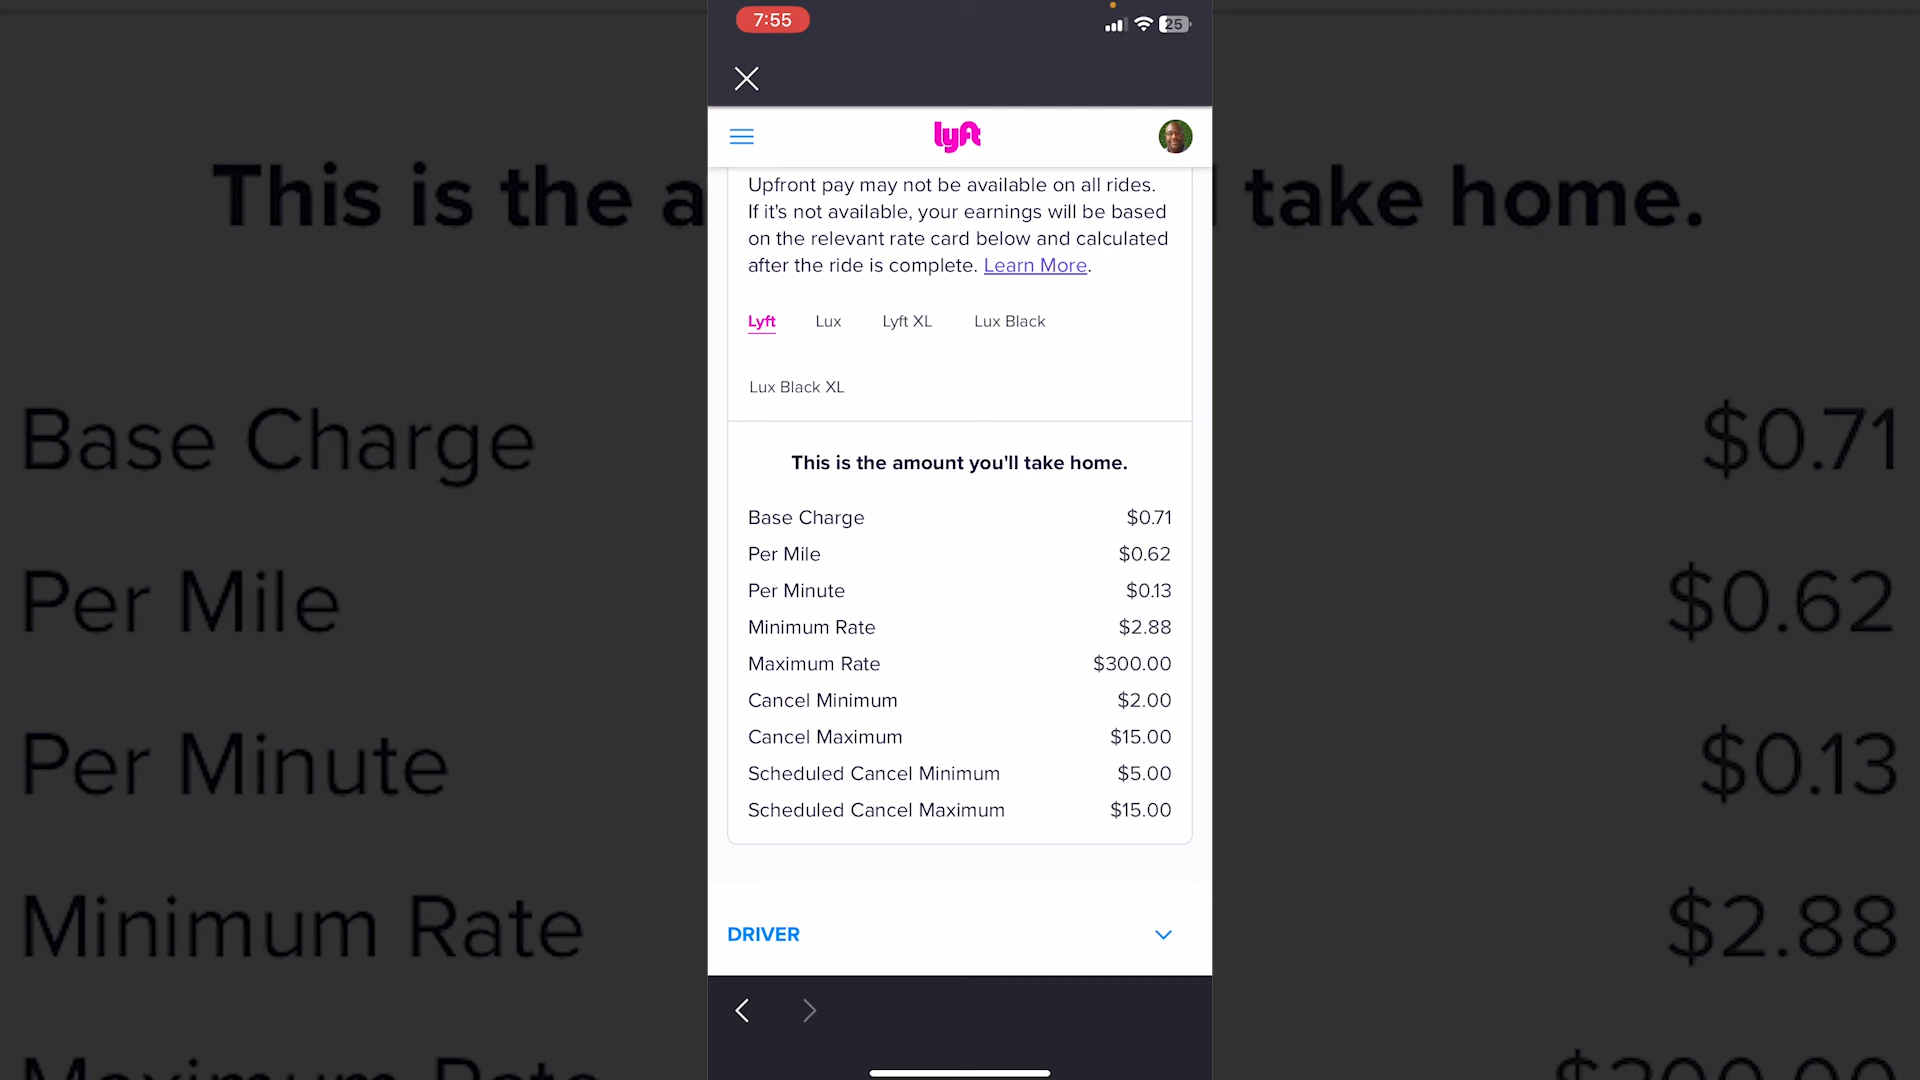 7:55
25
lyft
Upfront pay may not be available on all rides.
If it's not available, your earnings will be based
on the relevant rate card below and calculated
after the ride is complete. Learn More.
Lyft Lux Lyft XL Lux Black
Lux Black XL
This is the amount you'll take home.
Base Charge $0.71
Per Mile $0.62
Per Minute $0.13
Minimum Rate $2.88
Maximum Rate $300.00
Cancel Minimum $2.00
Cancel Maximum $15.00
Scheduled Cancel Minimum $5.00
Scheduled Cancel Maximum $15.00
DRIVER
This is the a take home.
Base Charge $0.71
Per Mile $0.62
Per Minute $0.13
Minimum Rate $2.88
Maximum Rate $300.00